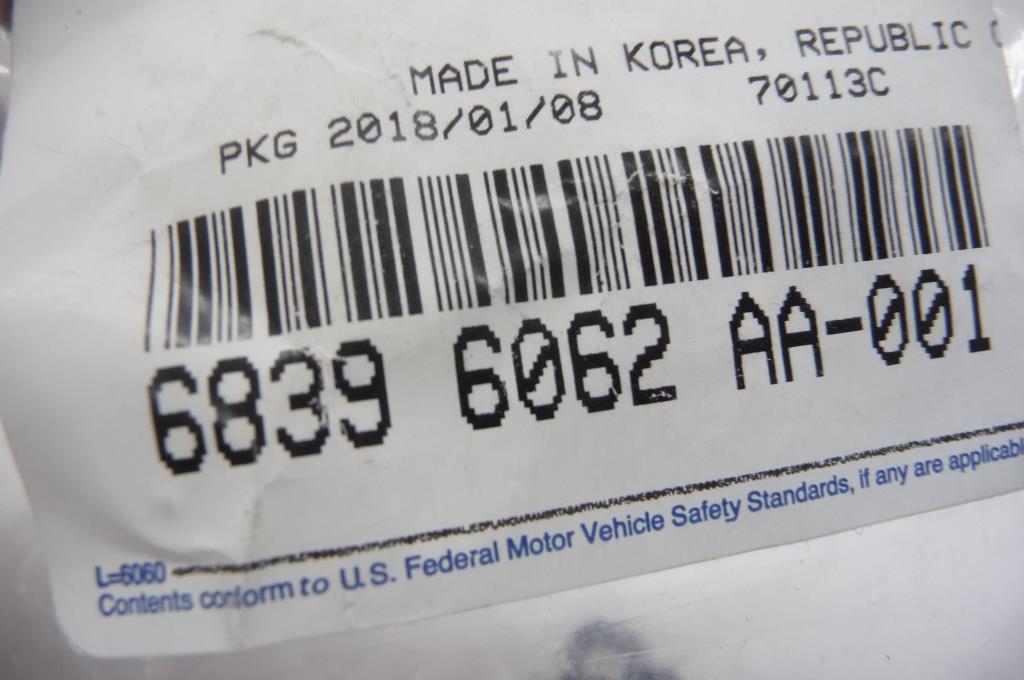 MADE IN KOREA, REPUBLIC
PKG 2018/01/08 70113C
6839 6062 AA-001
L=6060
Contents conform to U.S. Federal Motor Vehicle Safety Standards, if any are applicabl